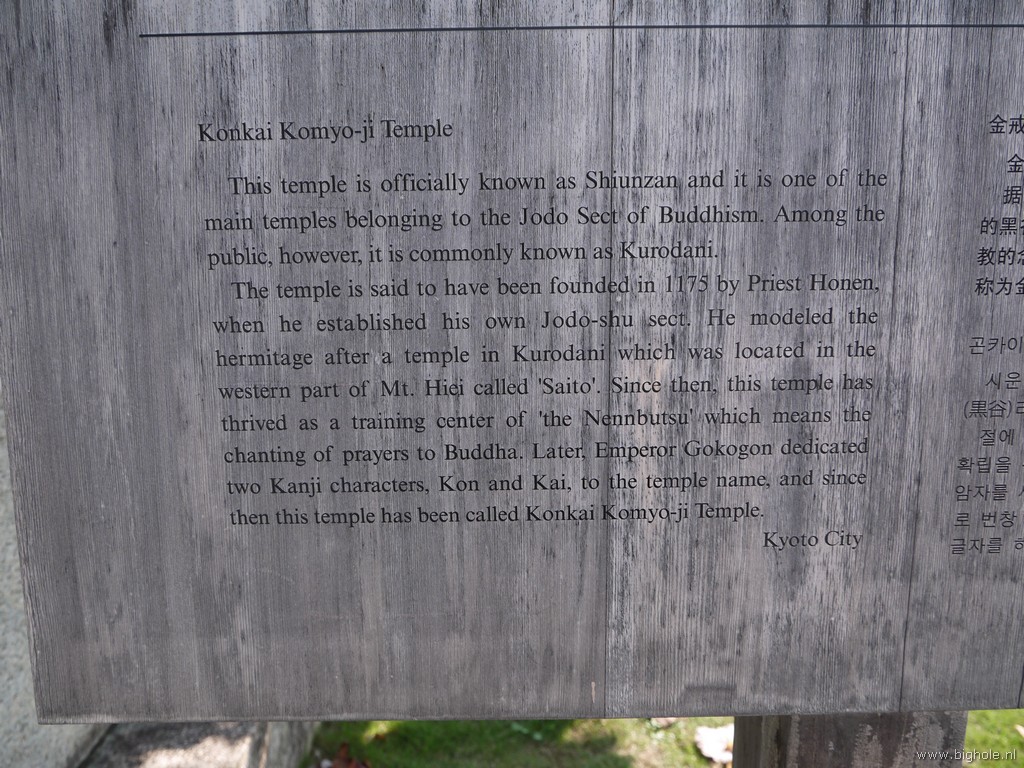 Konkai Komyo-ji Temple
This temple is officially known as Shiunzan and it is one of the
main temples belonging to the Jodo Sect of Buddhism. Among the
public, however, it is commonly known as Kurodani.
The temple is said to have been founded in 1175 by Priest Honen,
when he established his own Jodo-shu sect. He modeled the
hermitage after a temple in Kurodani which was located in the
western part of Mt. Hiei called 'Saito'. Since then, this temple has
thrived as a training center of 'the Nennbutsu' which means the
chanting of prayers to Buddha. Later, Emperor Gokogon dedicated
two Kanji characters, Kon and Kai, to the temple name, and since
then this temple has been called Konkai Komyo-ji Temple.
Kyoto City
金戒
金
据
的黑
教的
称为金
곤카이
시운
(黒谷)
절에
확립을
암자를
로 번창
글자를 하
www.bighole.nl